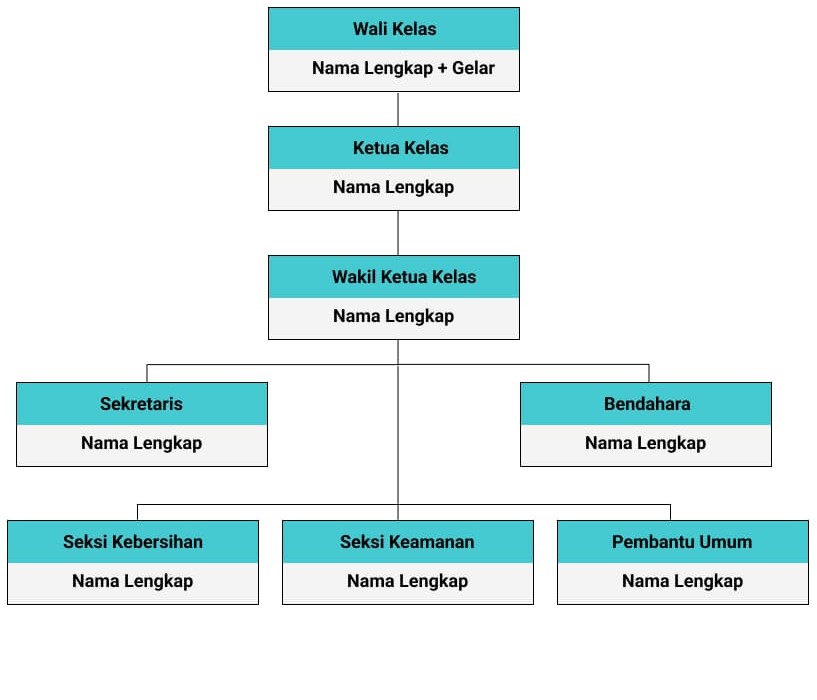 Wali Kelas
Nama Lengkap + Gelar
Ketua Kelas
Nama Lengkap
Wakil Ketua Kelas
Nama Lengkap
Sekretaris
Nama Lengkap
Bendahara
Nama Lengkap
Seksi Kebersihan
Nama Lengkap
Seksi Keamanan
Nama Lengkap
Pembantu Umum
Nama Lengkap